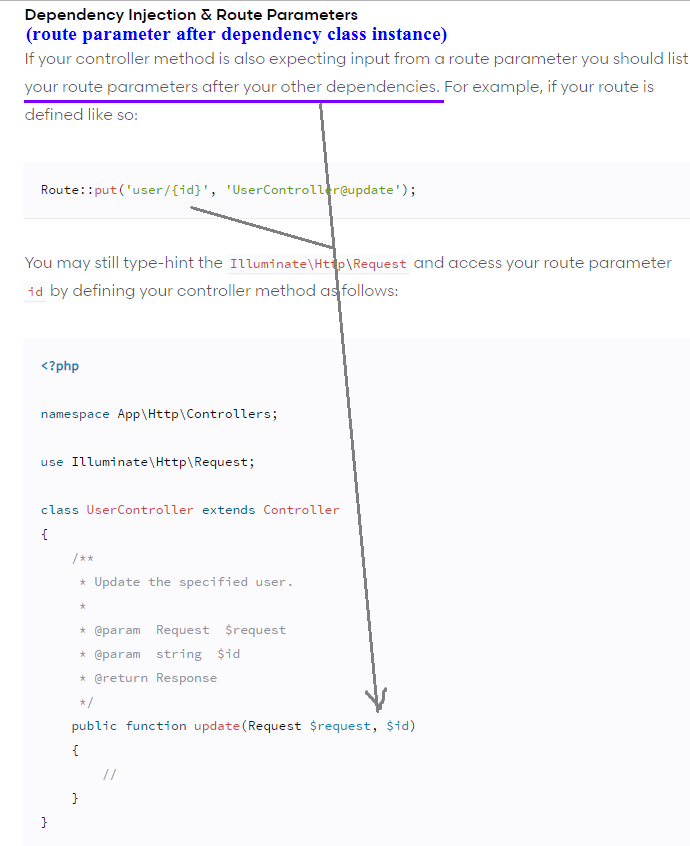 Dependency Injection & Route Parameters
(route parameter after dependency class instance)
If your controller method is also expecting input from a route parameter you should list
your route parameters after your other dependencies. For example, if your route is
defined like so:
Route::put('user/{id}', 'UserController@update');
You may still type-hint the Illuminate\Http\Request and access your route parameter
id by defining your controller method as follows:
<?php
namespace App\Http\Controllers;
use Illuminate\Http\Request;
class UserController extends Controller
{
/**
* Update the specified user.
*
* @param  Request  $request
* @param  string  $id
* @return Response
*/
public function update(Request $request, $id)
{
//
}
}